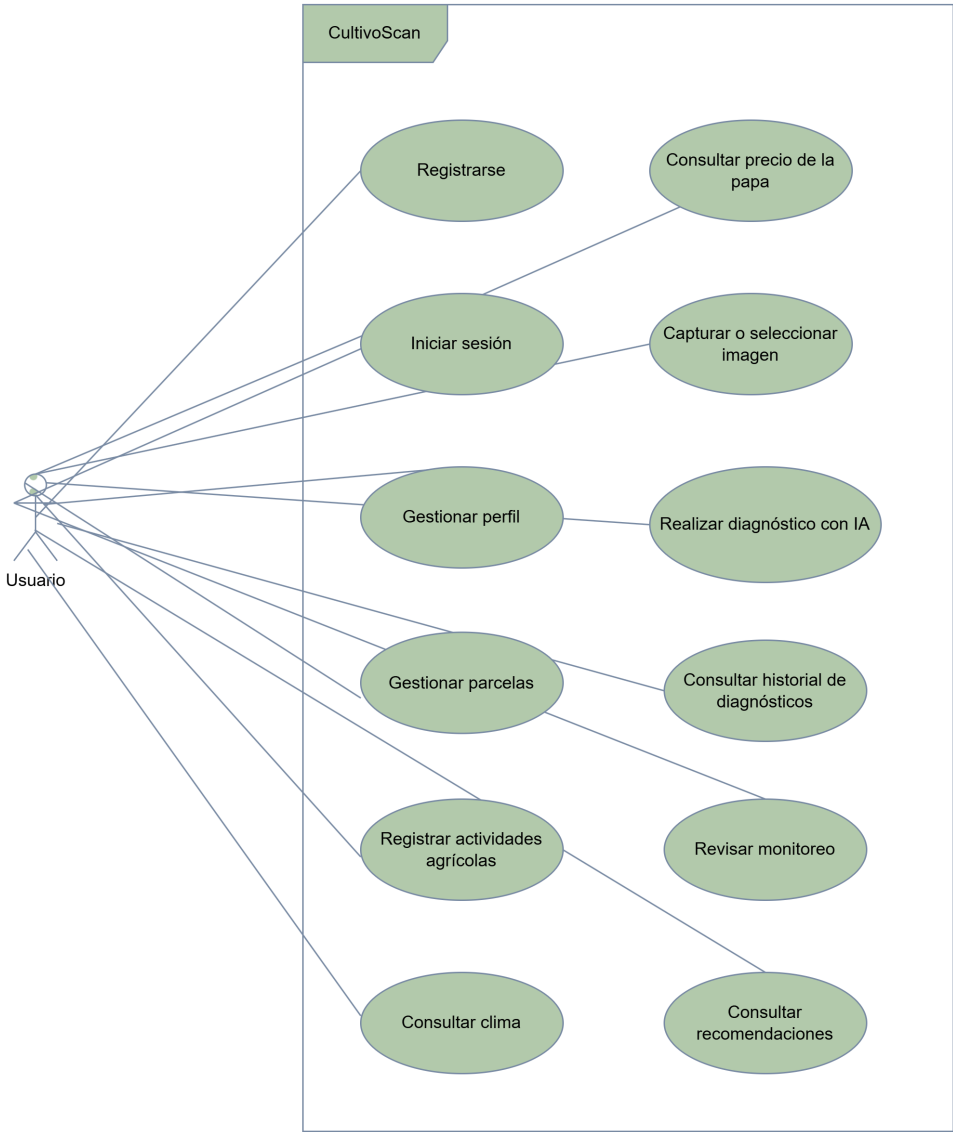 CultivoScan
Registrarse
Consultar precio de la
papa
Iniciar sesión
Capturar o seleccionar
imagen
Gestionar perfil
Realizar diagnóstico con IA
Usuario
Gestionar parcelas
Consultar historial de
diagnósticos
Registrar actividades
agrícolas
Revisar monitoreo
Consultar clima
Consultar
recomendaciones